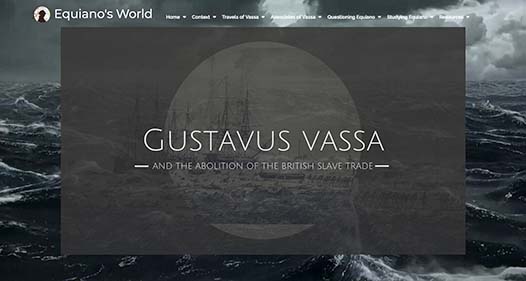 Equiano's World
Home Context Travels of Vassa Associates of Vassa Questioning Equiano Studying Equiano Resources
GUSTAVUS VASSA
AND THE ABOLITION OF THE BRITISH SLAVE TRADE